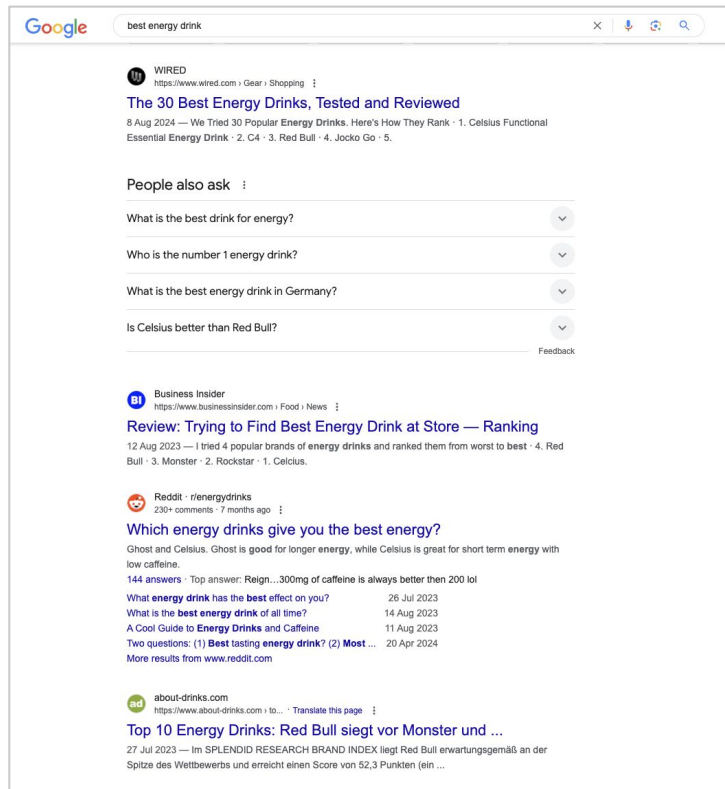 Google
best energy drink
WIRED
https://www.wired.com › Gear › Shopping
The 30 Best Energy Drinks, Tested and Reviewed
8 Aug 2024 — We Tried 30 Popular Energy Drinks. Here's How They Rank · 1. Celsius Functional
Essential Energy Drink · 2. C4 · 3. Red Bull · 4. Jocko Go · 5.
People also ask
What is the best drink for energy?
Who is the number 1 energy drink?
What is the best energy drink in Germany?
Is Celsius better than Red Bull?
Feedback
BI
Business Insider
https://www.businessinsider.com › Food › News
Review: Trying to Find Best Energy Drink at Store — Ranking
12 Aug 2023 — I tried 4 popular brands of energy drinks and ranked them from worst to best · 4. Red
Bull · 3. Monster · 2. Rockstar · 1. Celcius.
Reddit · r/energydrinks
230+ comments · 7 months ago
Which energy drinks give you the best energy?
Ghost and Celsius. Ghost is good for longer energy, while Celsius is great for short term energy with
low caffeine.
144 answers · Top answer: Reign…300mg of caffeine is always better then 200 lol
What energy drink has the best effect on you? 26 Jul 2023
What is the best energy drink of all time? 14 Aug 2023
A Cool Guide to Energy Drinks and Caffeine 11 Aug 2023
Two questions: (1) Best tasting energy drink? (2) Most ... 20 Apr 2024
More results from www.reddit.com
ad
about-drinks.com
https://www.about-drinks.com › to... · Translate this page
Top 10 Energy Drinks: Red Bull siegt vor Monster und ...
27 Jul 2023 — Im SPLENDID RESEARCH BRAND INDEX liegt Red Bull erwartungsgemäß an der
Spitze des Wettbewerbs und erreicht einen Score von 52,3 Punkten (ein ...